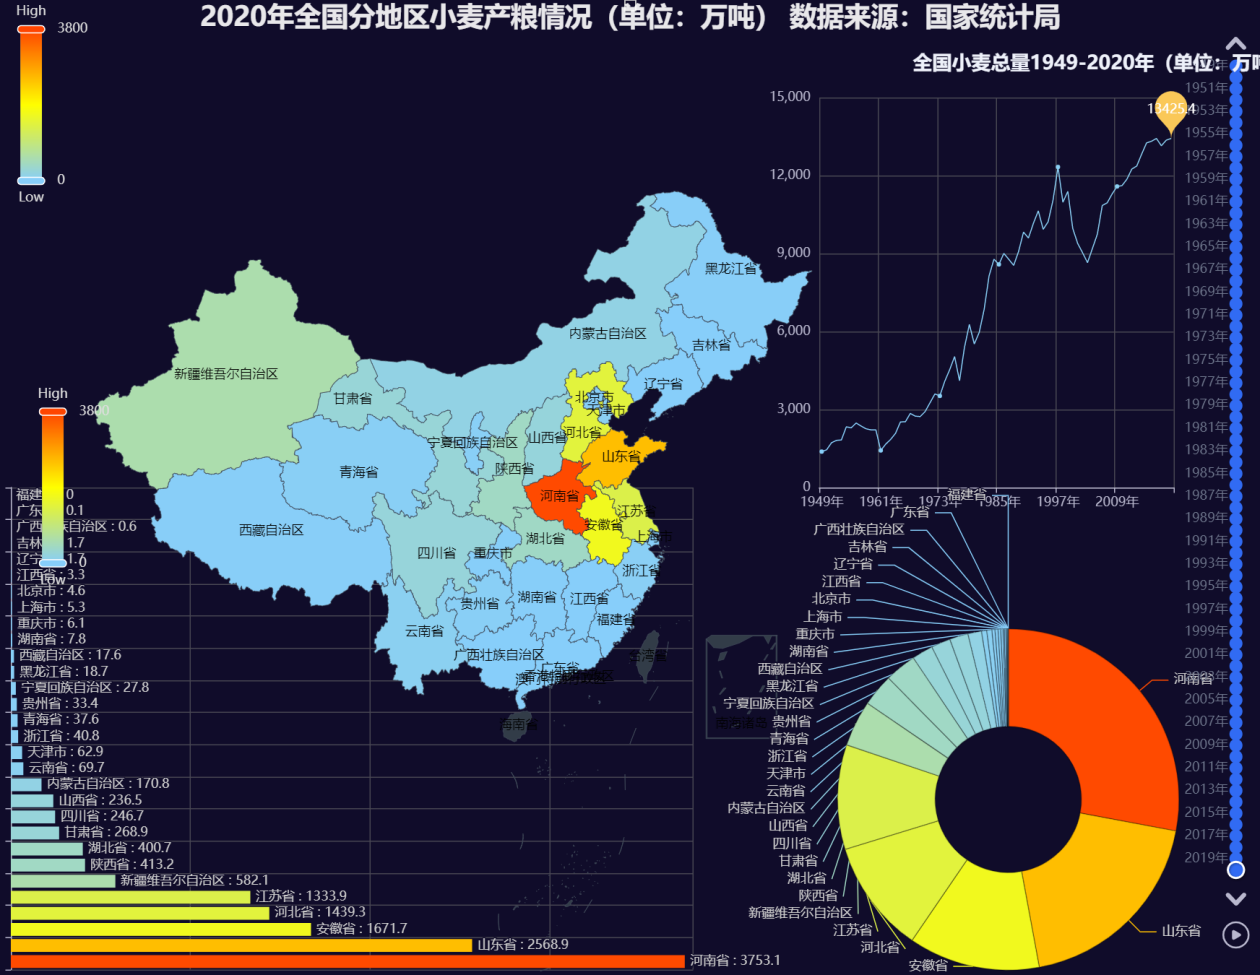 2020年全国分地区小麦产粮情况（单位：万吨） 数据来源：国家统计局
High
3800
0
Low
全国小麦总量1949-2020年（单位：万吨
15,000
12,000
9,000
6,000
3,000
0
13425.4
1949年
1961年
1973年
1985年
1997年
2009年
1951年
1953年
1955年
1957年
1959年
1961年
1963年
1965年
1967年
1969年
1971年
1973年
1975年
1977年
1979年
1981年
1983年
1985年
1987年
1989年
1991年
1993年
1995年
1997年
1999年
2001年
2003年
2005年
2007年
2009年
2011年
2013年
2015年
2017年
2019年
黑龙江省
内蒙古自治区
吉林省
新疆维吾尔自治区
辽宁省
甘肃省
北京市
天津市
宁夏回族自治区
山西省
河北省
陕西省
山东省
青海省
河南省
江苏省
安徽省
西藏自治区
上海市
湖北省
四川省
重庆市
浙江省
湖南省
江西省
贵州省
福建省
云南省
广西壮族自治区
台湾省
广东省
海南省
南海诸岛
High
3800
0
Low
福建
0
广东
0.1
广西壮族自治区 : 0.6
吉林
1.7
辽宁
1.7
江西省 : 3.3
北京市 : 4.6
上海市 : 5.3
重庆市 : 6.1
湖南省 : 7.8
西藏自治区 : 17.6
黑龙江省 : 18.7
宁夏回族自治区 : 27.8
贵州省 : 33.4
青海省 : 37.6
浙江省 : 40.8
天津市 : 62.9
云南省 : 69.7
内蒙古自治区 : 170.8
山西省 : 236.5
四川省 : 246.7
甘肃省 : 268.9
湖北省 : 400.7
陕西省 : 413.2
新疆维吾尔自治区 : 582.1
江苏省 : 1333.9
河北省 : 1439.3
安徽省 : 1671.7
山东省 : 2568.9
河南省 : 3753.1
福建省
广东省
广西壮族自治区
吉林省
辽宁省
江西省
北京市
上海市
重庆市
湖南省
西藏自治区
黑龙江省
宁夏回族自治区
贵州省
青海省
浙江省
天津市
云南省
内蒙古自治区
山西省
四川省
甘肃省
湖北省
陕西省
新疆维吾尔自治区
江苏省
河北省
安徽省
山东省
河南省